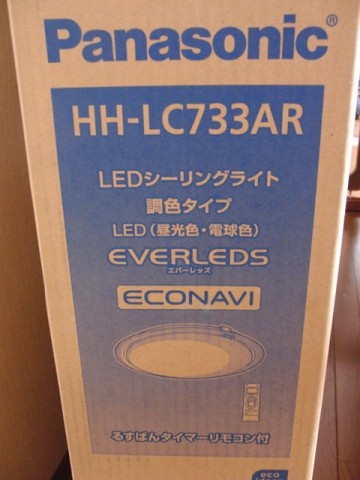 Panasonic®
HH-LC733AR
LEDシーリングライト
調色タイプ
LED（昼光色・電球色）
EVERLEDS
エバーレッズ
ECONAVI
るすばんタイマーリモコン付
eco